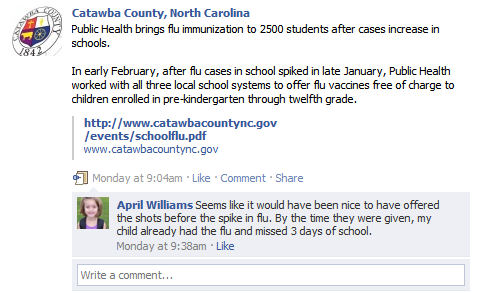 CATAWBA COUNTY
1842
Catawba County, North Carolina
Public Health brings flu immunization to 2500 students after cases increase in
schools.
In early February, after flu cases in school spiked in late January, Public Health
worked with all three local school systems to offer flu vaccines free of charge to
children enrolled in pre-kindergarten through twelfth grade.
http://www.catawbacountync.gov
/events/schoolflu.pdf
www.catawbacountync.gov
Monday at 9:04am · Like · Comment · Share
April Williams Seems like it would have been nice to have offered
the shots before the spike in flu. By the time they were given, my
child already had the flu and missed 3 days of school.
Monday at 9:38am · Like
Write a comment...